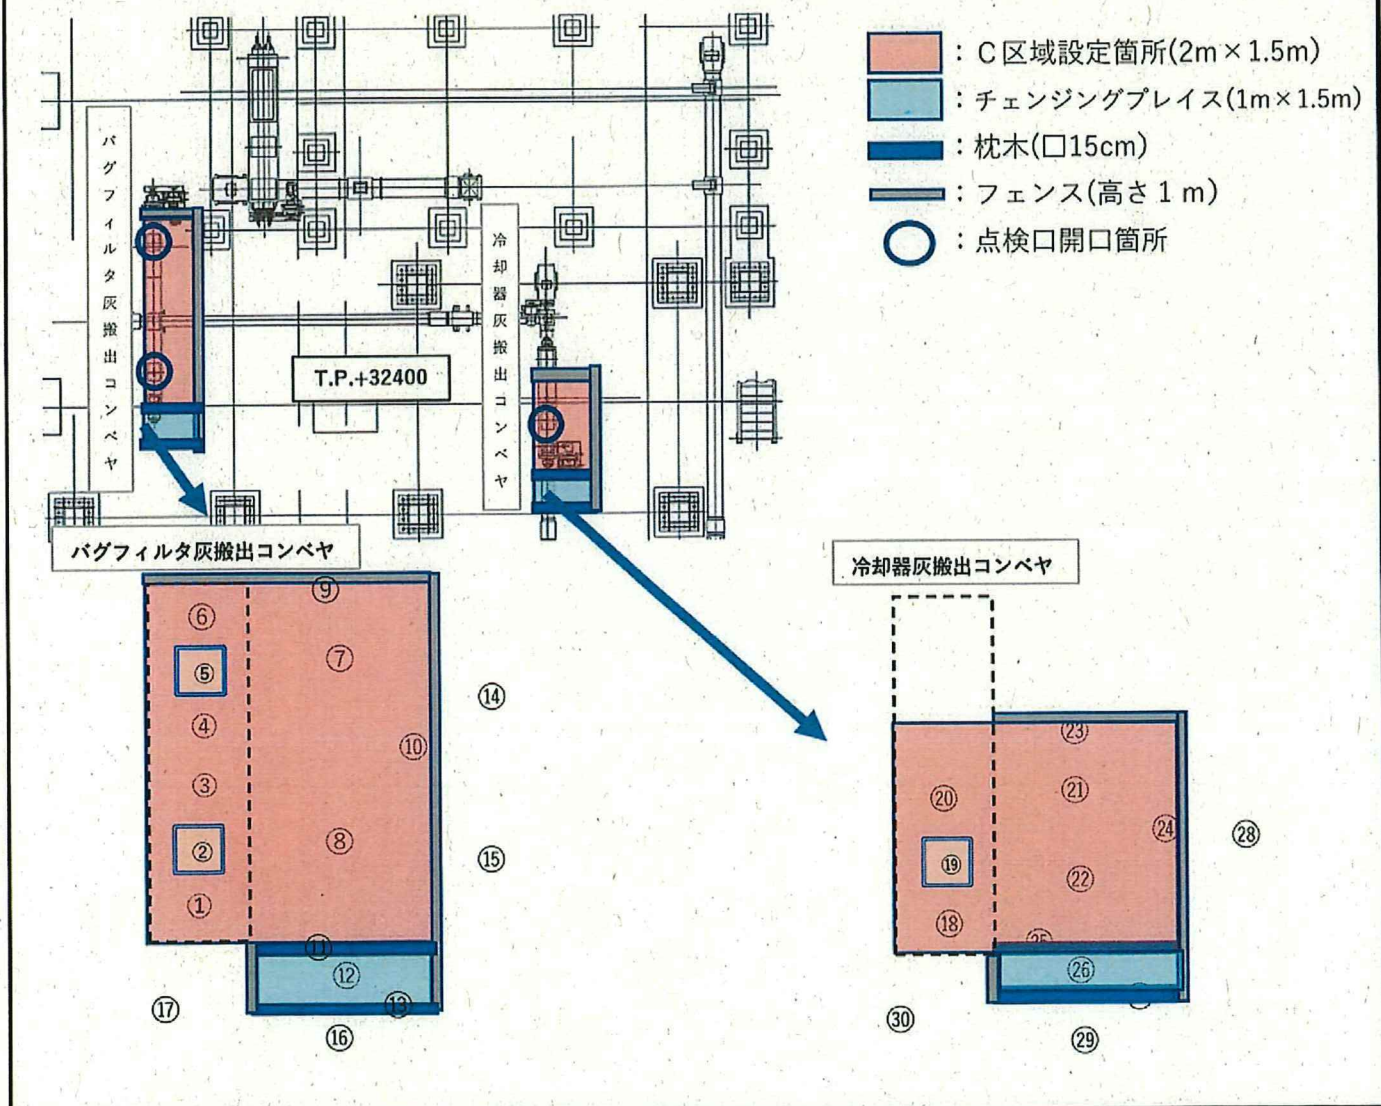 ：Ｃ区域設定箇所(2m×1.5m)
：チェンジングプレイス(1m×1.5m)
：枕木(口15cm)
：フェンス(高さ１ｍ)
：点検口開口箇所
バグフィルタ灰搬出コンベヤ
冷却器灰搬出コンベヤ
T.P.+32400
バグフィルタ灰搬出コンベヤ
冷却器灰搬出コンベヤ
⑨
⑥
⑦
⑤
⑭
④
⑩
③
⑧
②
⑮
①
⑪
⑫
⑬
⑰
⑯
㉓
㉑
⑳
㉔
㉘
⑲
㉒
⑱
㉕
㉖
㉚
㉙